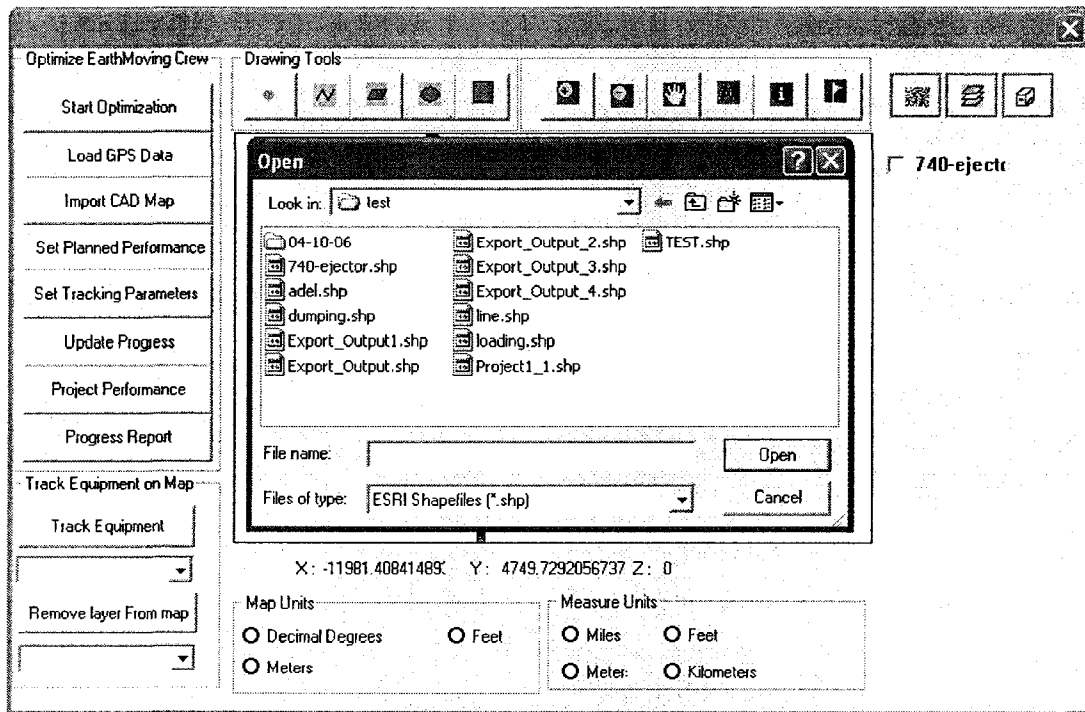 Optimize EarthMoving Crew
Start Optimization
Load GPS Data
Import CAD Map
Set Planned Performance
Set Tracking Parameters
Update Progress
Project Performance
Progress Report
Track Equipment on Map
Track Equipment
Remove layer From map
Drawing Tools
740-ejecto
Open
Look in: test
04-10-06
740-ejector.shp
adel.shp
dumping.shp
Export_Output1.shp
Export_Output.shp
Export_Output_2.shp
Export_Output_3.shp
Export_Output_4.shp
line.shp
loading.shp
Project1_1.shp
TEST.shp
File name:
Open
Files of type: ESRI Shapefiles (*.shp)
Cancel
X: -11981.40841489 Y: 4749.7292056737 Z: 0
Map Units
Decimal Degrees
Feet
Meters
Measure Units
Miles
Feet
Meter
Kilometers